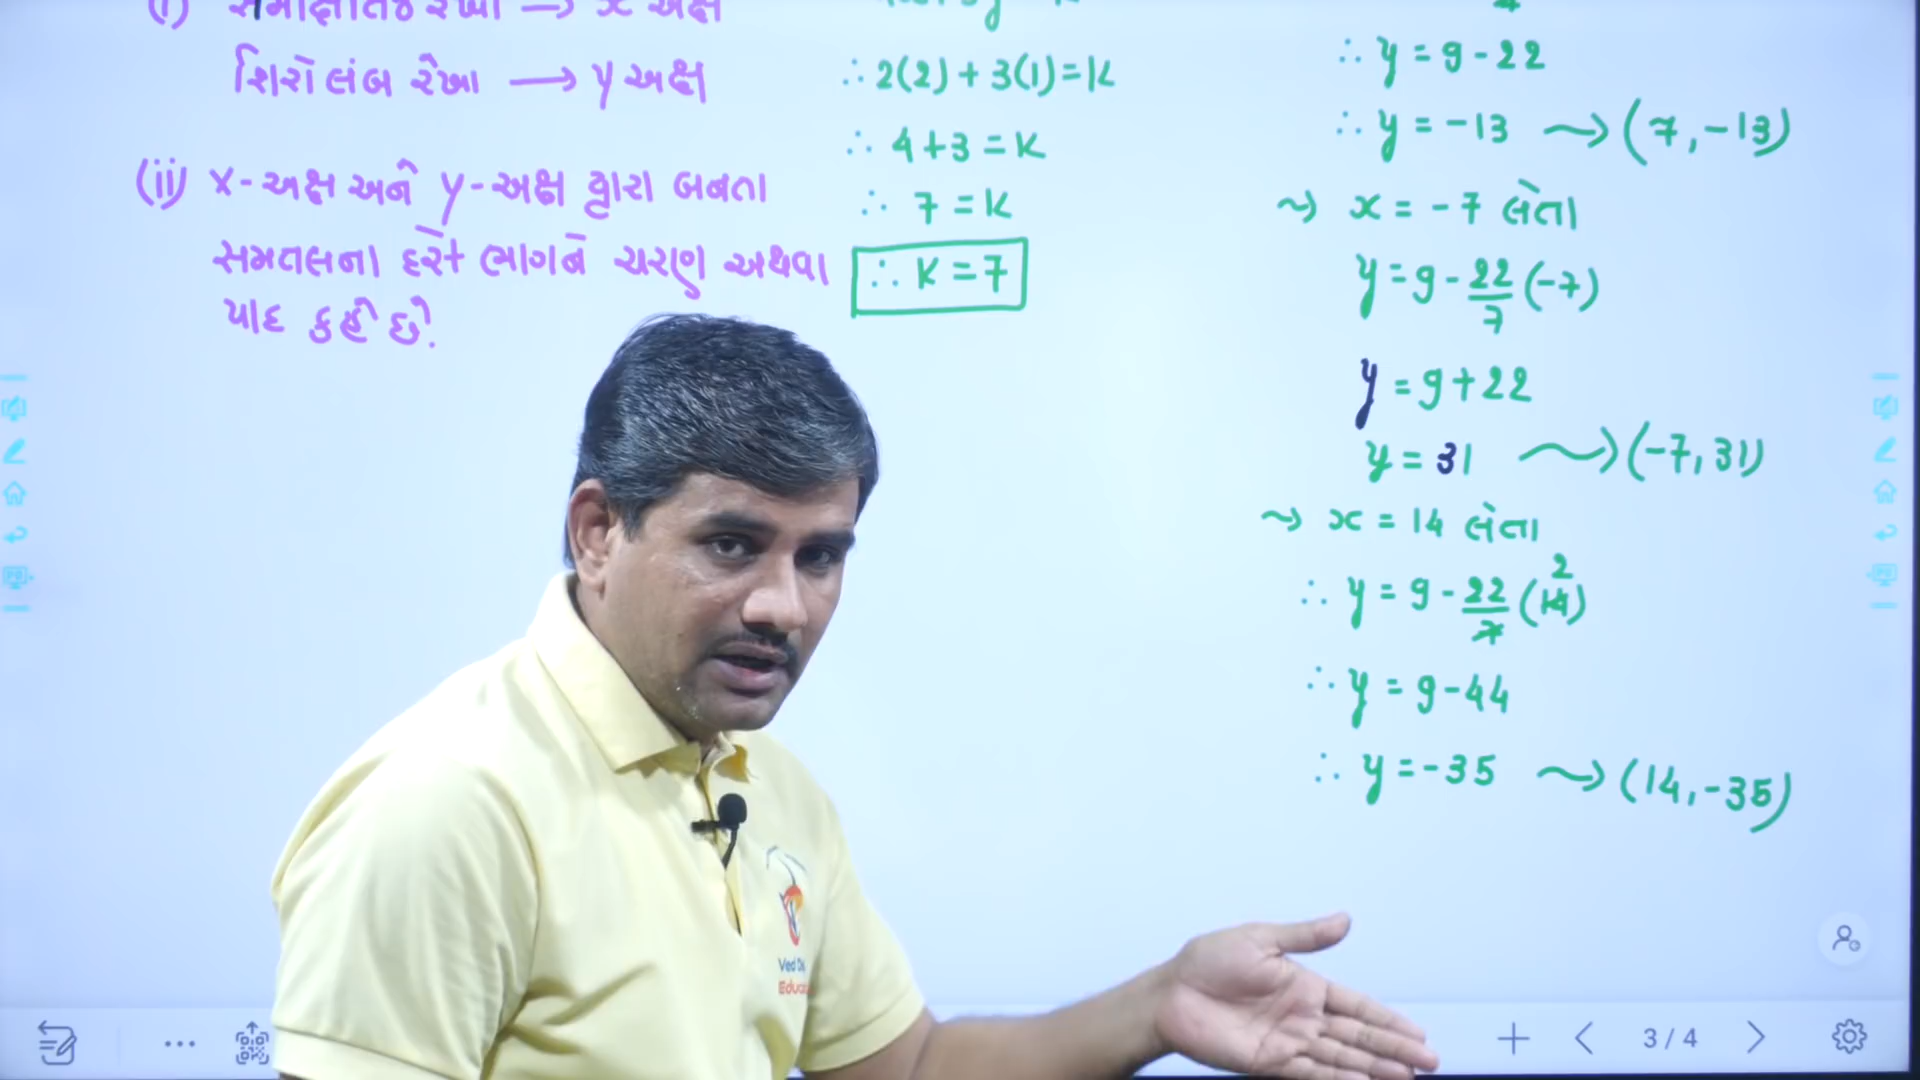 (i) સમક્ષિતિજ રેખા → x અક્ષ
શિરોલંબ રેખા → y અક્ષ
(ii) x-અક્ષ અને y-અક્ષ દ્વારા બનતા
સમતલના દરેક ભાગને ચરણ અથવા
પાદ કહે છે.
∴ 2(2) + 3(1) = K
∴ 4 + 3 = K
∴ 7 = K
∴ K = 7
∴ y = 9 - 22
∴ y = -13 ⇝ (7, -13)
⇝ x = -7 લેતા
y = 9 - 22/7 (-7)
y = 9 + 22
y = 31 ⇝ (-7, 31)
⇝ x = 14 લેતા
∴ y = 9 - 22/7 (14) 2
∴ y = 9 - 44
∴ y = -35 ⇝ (14, -35)
Ved
3 / 4